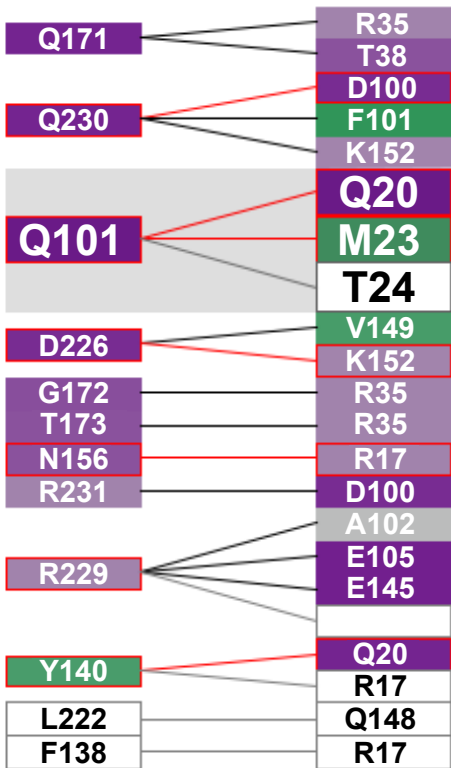 Q171
R35
T38
Q230
D100
F101
K152
Q101
Q20
M23
T24
D226
V149
K152
G172
R35
T173
R35
N156
R17
R231
D100
R229
A102
E105
E145
Y140
Q20
R17
L222
Q148
F138
R17